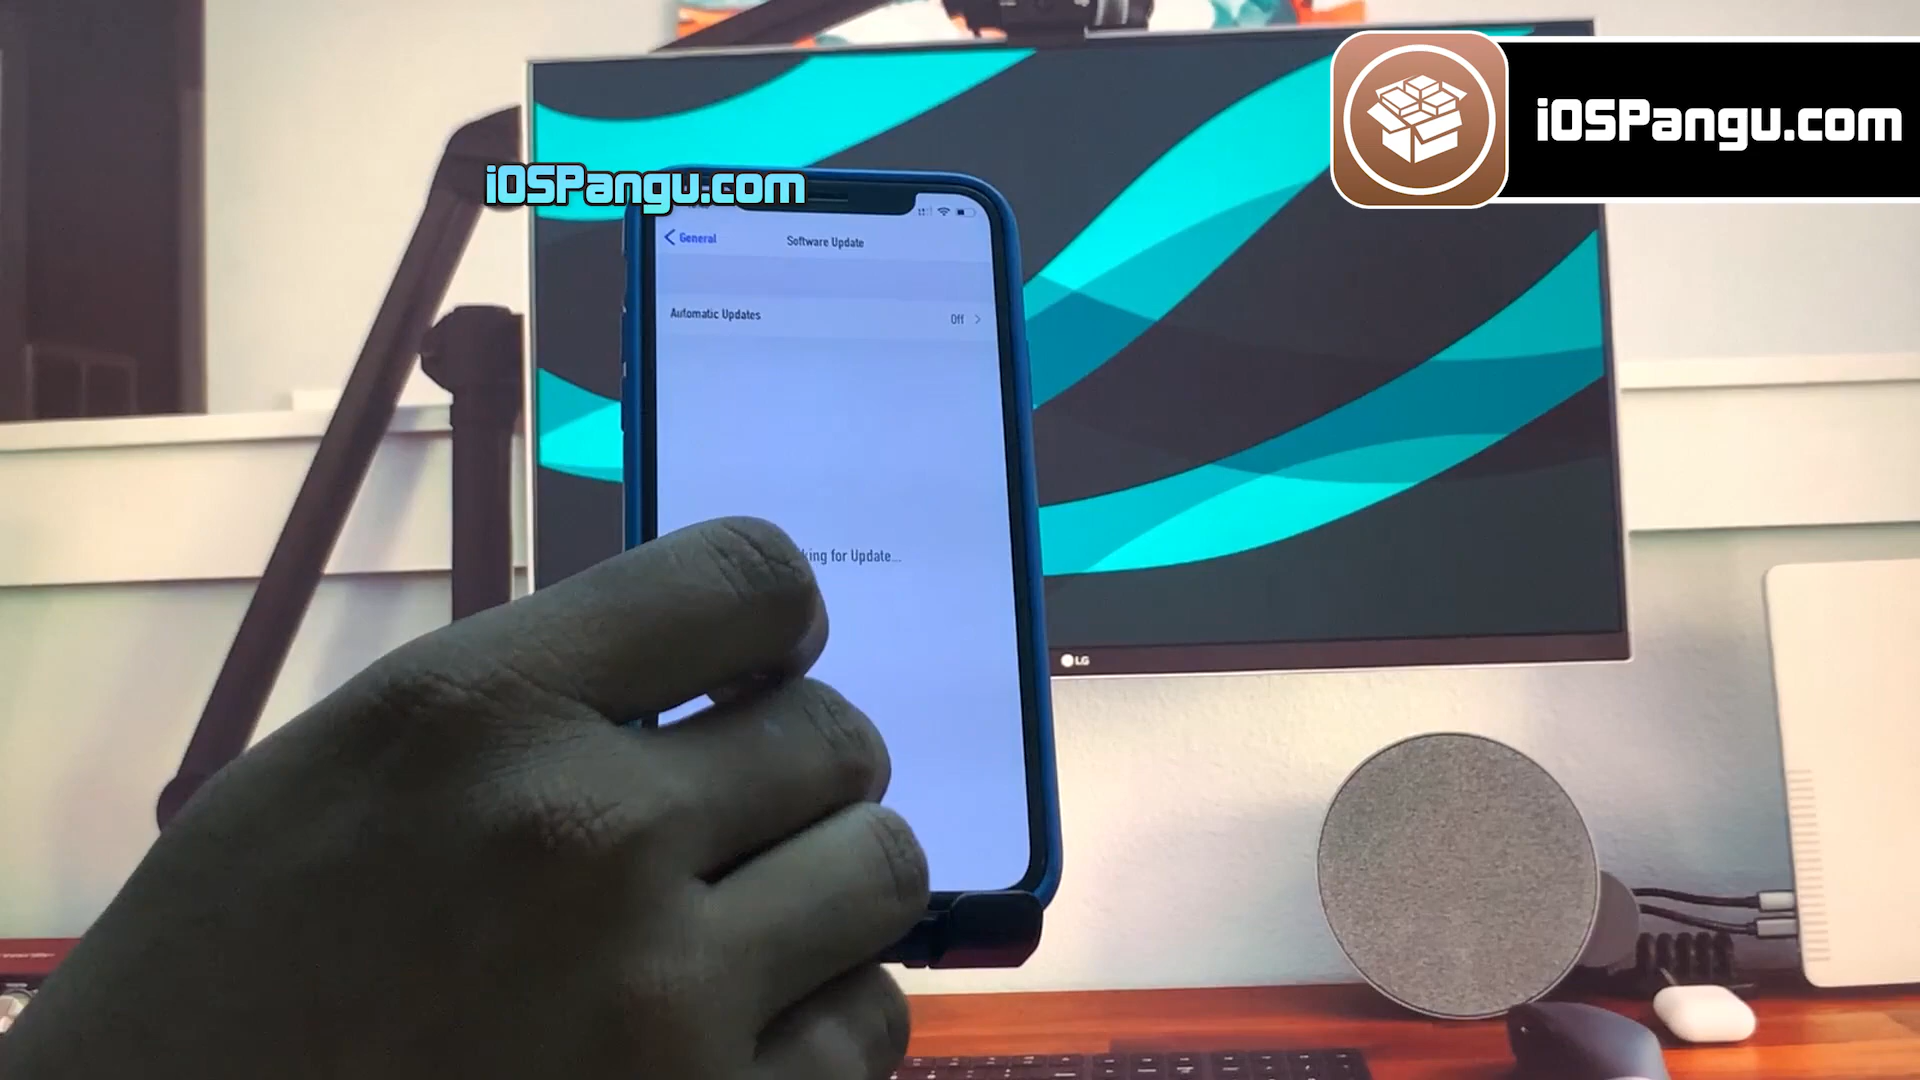 iOSPangu.com
iOSPangu.com
General
Software Update
Automatic Updates
Off
king for Update...
LG